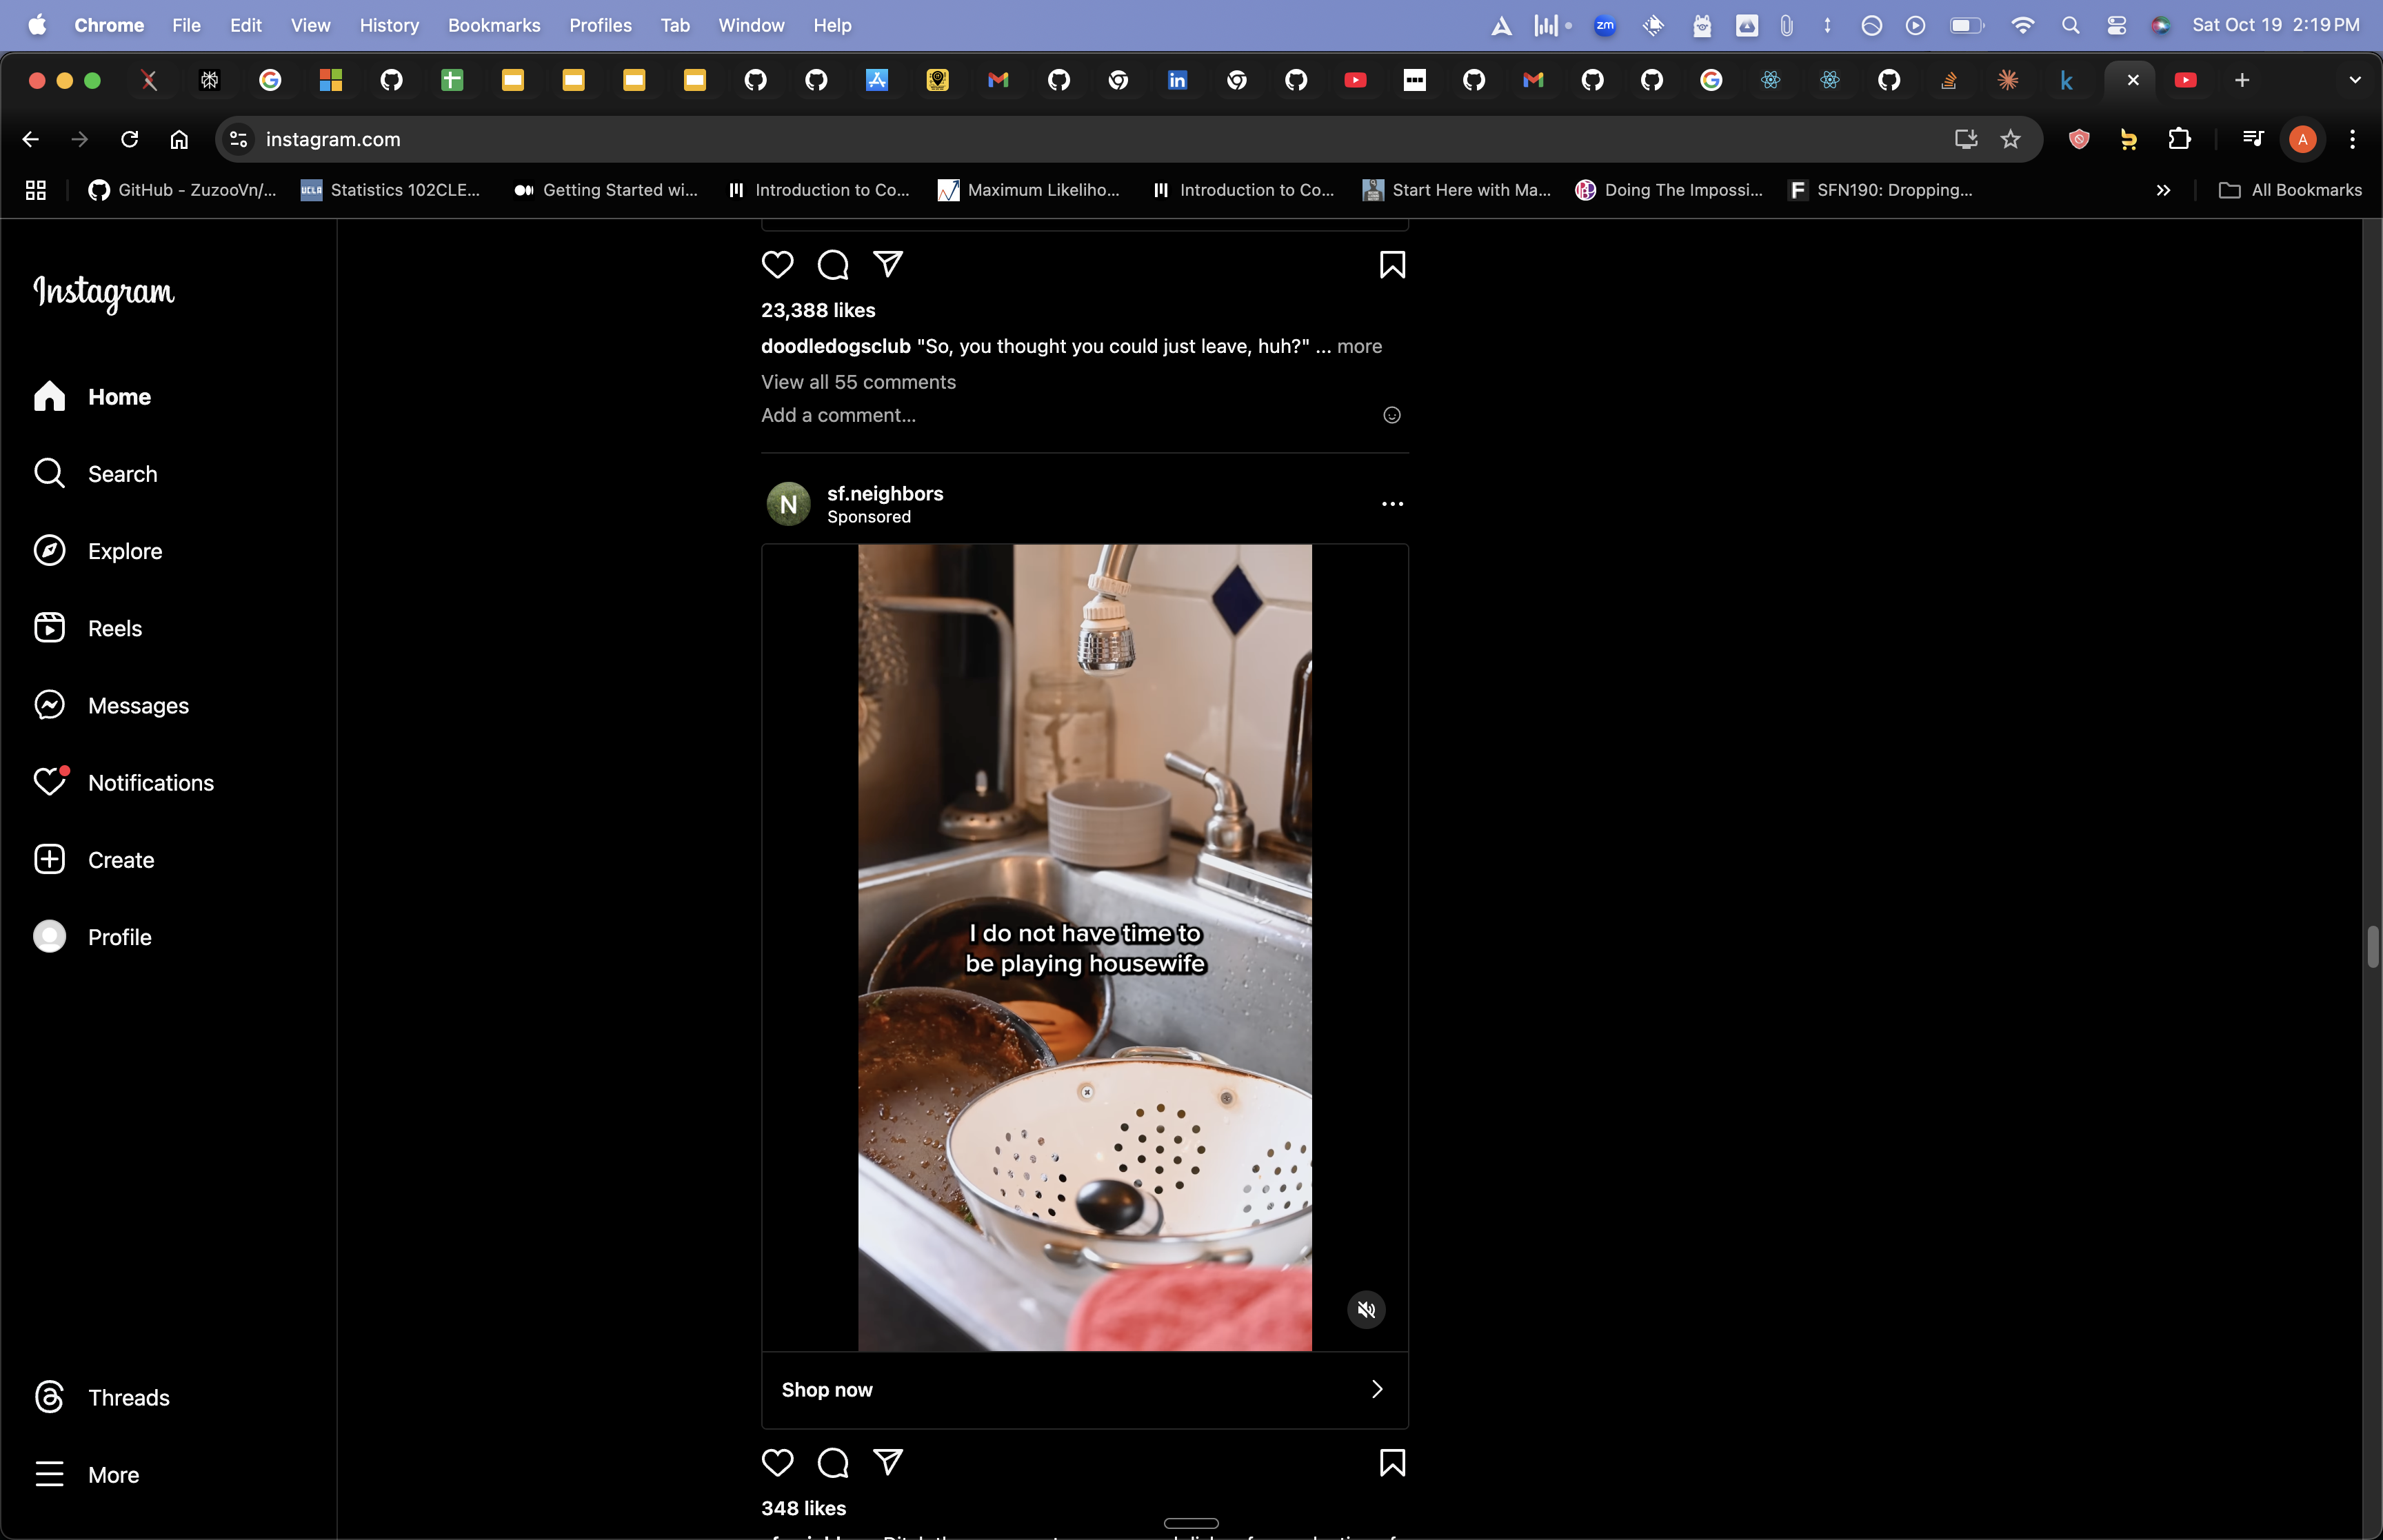 Chrome File Edit View History Bookmarks Profiles Tab Window Help
zm
Sat Oct 19 2:19 PM
k
instagram.com
A
GitHub - ZuzooVn/...
UCLA
Statistics 102CLE...
Getting Started wi...
Introduction to Co...
Maximum Likeliho...
Introduction to Co...
Start Here with Ma...
Doing The Impossi...
F
SFN190: Dropping...
All Bookmarks
Instagram
Home
Search
Explore
Reels
Messages
Notifications
Create
Profile
Threads
More
23,388 likes
doodledogsclub "So, you thought you could just leave, huh?" ... more
View all 55 comments
Add a comment...
N
sf.neighbors
Sponsored
I do not have time to
be playing housewife
Shop now
348 likes